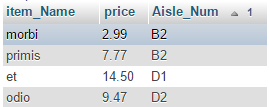 item_Name price Aisle_Num 1
morbi 2.99 B2
primis 7.77 B2
et 14.50 D1
odio 9.47 D2